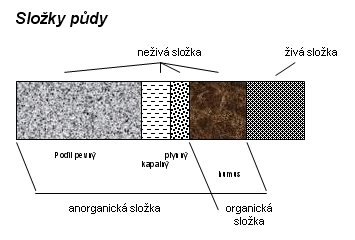 Složky půdy
neživá složka
živá složka
Podíl pevný
plynný
kapalný
humus
anorganická složka
organická
složka